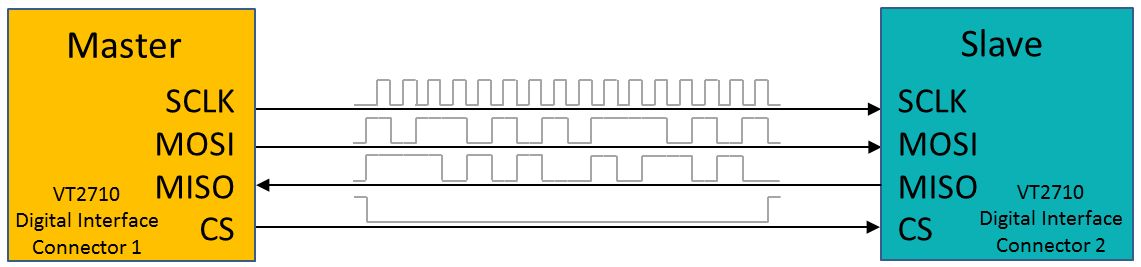 Master
SCLK
MOSI
MISO
CS
VT2710
Digital Interface
Connector 1
Slave
SCLK
MOSI
MISO
CS
VT2710
Digital Interface
Connector 2